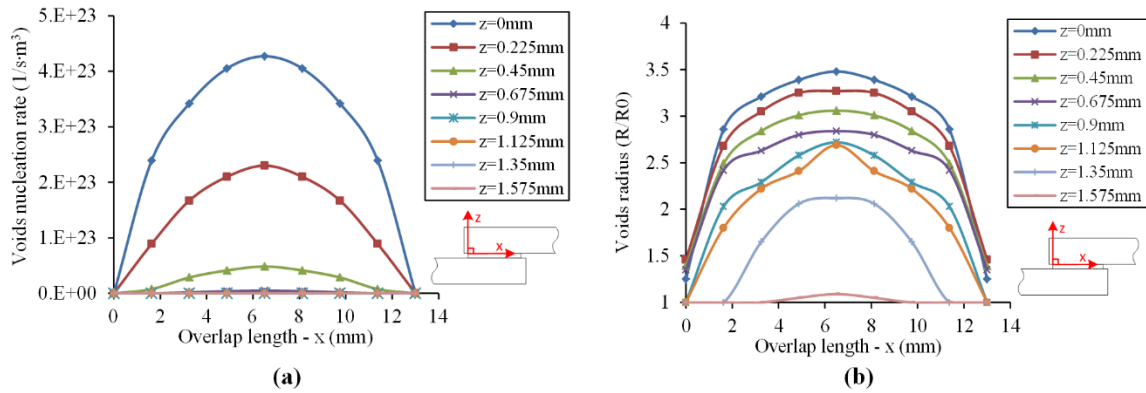 Voids nucleation rate (1/s·m³)
5.E+23
4.E+23
3.E+23
2.E+23
1.E+23
0.E+00
0 2 4 6 8 10 12 14
Overlap length - x (mm)
z=0mm
z=0.225mm
z=0.45mm
z=0.675mm
z=0.9mm
z=1.125mm
z=1.35mm
z=1.575mm
z
x
(a)
Voids radius (R/R0)
4
3.5
3
2.5
2
1.5
1
0 2 4 6 8 10 12 14
Overlap length - x (mm)
z=0mm
z=0.225mm
z=0.45mm
z=0.675mm
z=0.9mm
z=1.125mm
z=1.35mm
z=1.575mm
z
x
(b)